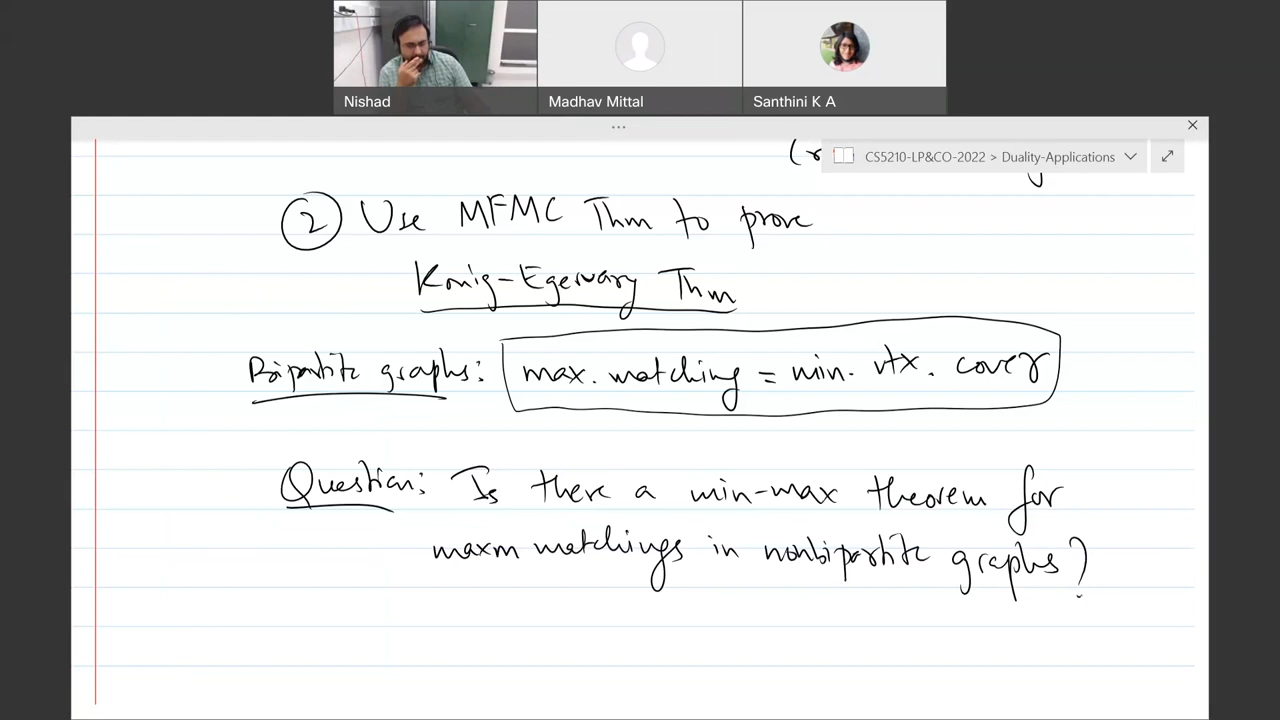 Nishad
Madhav Mittal
Santhini K A
CS5210-LP&CO-2022 > Duality-Applications
② Use MFMC Thm to prove
Konig-Egervary Thm
Bipartite graphs: max. matching = min. vtx. cover
Question: Is there a min-max theorem for
maxm matchings in nonbipartite graphs?